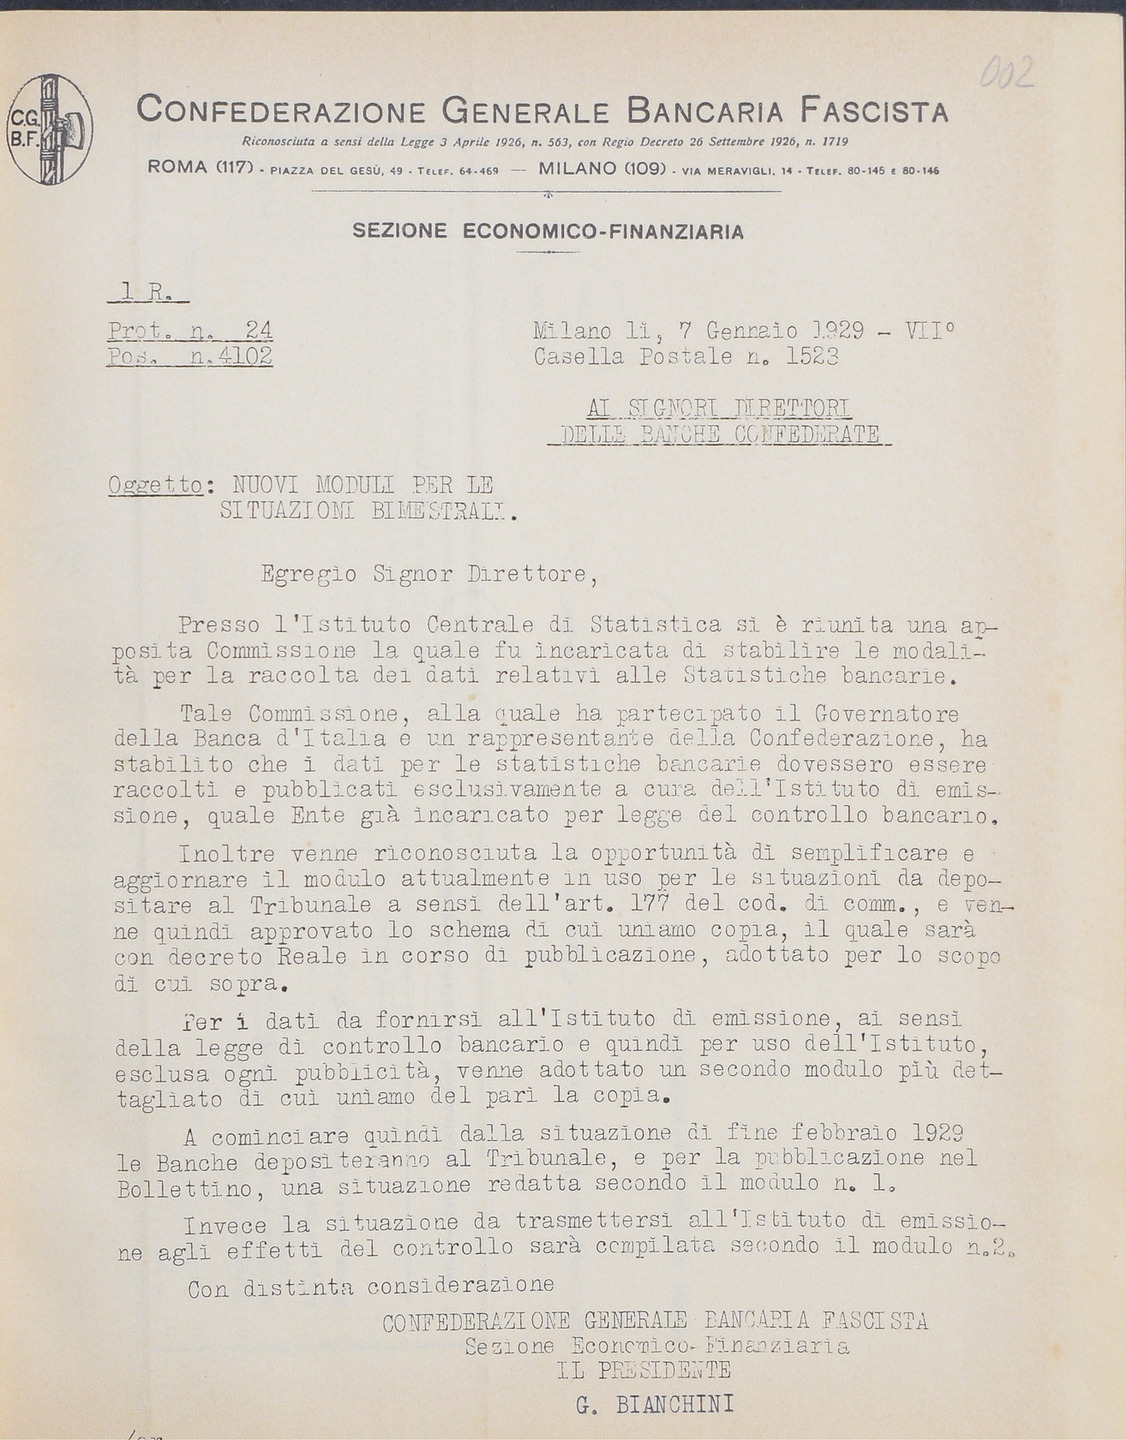 002
C.G.
B.F.
CONFEDERAZIONE GENERALE BANCARIA FASCISTA
Riconosciuta a sensi della Legge 3 Aprile 1926, n. 563, con Regio Decreto 26 Settembre 1926, n. 1719
ROMA (117) - PIAZZA DEL GESÙ, 49 - TELEF. 64-469 — MILANO (109) - VIA MERAVIGLI, 14 - TELEF. 80-145 E 80-146
SEZIONE ECONOMICO-FINANZIARIA
1 R.
Prot. n. 24
Pos. n.4102
Milano li, 7 Gennaio 1929 - VII°
Casella Postale n. 1523
AI SIGNORI DIRETTORI
DELLE BANCHE CONFEDERATE
Oggetto: NUOVI MODULI PER LE
SITUAZIONI BIMESTRALI.
Egregio Signor Direttore,
Presso l'Istituto Centrale di Statistica si è riunita una ap-
posita Commissione la quale fu incaricata di stabilire le modali-
tà per la raccolta dei dati relativi alle Statistiche bancarie.
Tale Commissione, alla quale ha partecipato il Governatore
della Banca d'Italia e un rappresentante della Confederazione, ha
stabilito che i dati per le statistiche bancarie dovessero essere
raccolti e pubblicati esclusivamente a cura dell'Istituto di emis-
sione, quale Ente già incaricato per legge del controllo bancario.
Inoltre venne riconosciuta la opportunità di semplificare e
aggiornare il modulo attualmente in uso per le situazioni da depo-
sitare al Tribunale a sensi dell'art. 177 del cod. di comm., e ven-
ne quindi approvato lo schema di cui uniamo copia, il quale sarà
con decreto Reale in corso di pubblicazione, adottato per lo scopo
di cui sopra.
Per i dati da fornirsi all'Istituto di emissione, ai sensi
della legge di controllo bancario e quindi per uso dell'Istituto,
esclusa ogni pubblicità, venne adottato un secondo modulo più det-
tagliato di cui uniamo del pari la copia.
A cominciare quindi dalla situazione di fine febbraio 1929
le Banche depositeranno al Tribunale, e per la pubblicazione nel
Bollettino, una situazione redatta secondo il modulo n. 1.
Invece la situazione da trasmettersi all'Istituto di emissio-
ne agli effetti del controllo sarà compilata secondo il modulo n.2.
Con distinta considerazione
CONFEDERAZIONE GENERALE BANCARIA FASCISTA
Sezione Economico-Finanziaria
IL PRESIDENTE
G. BIANCHINI